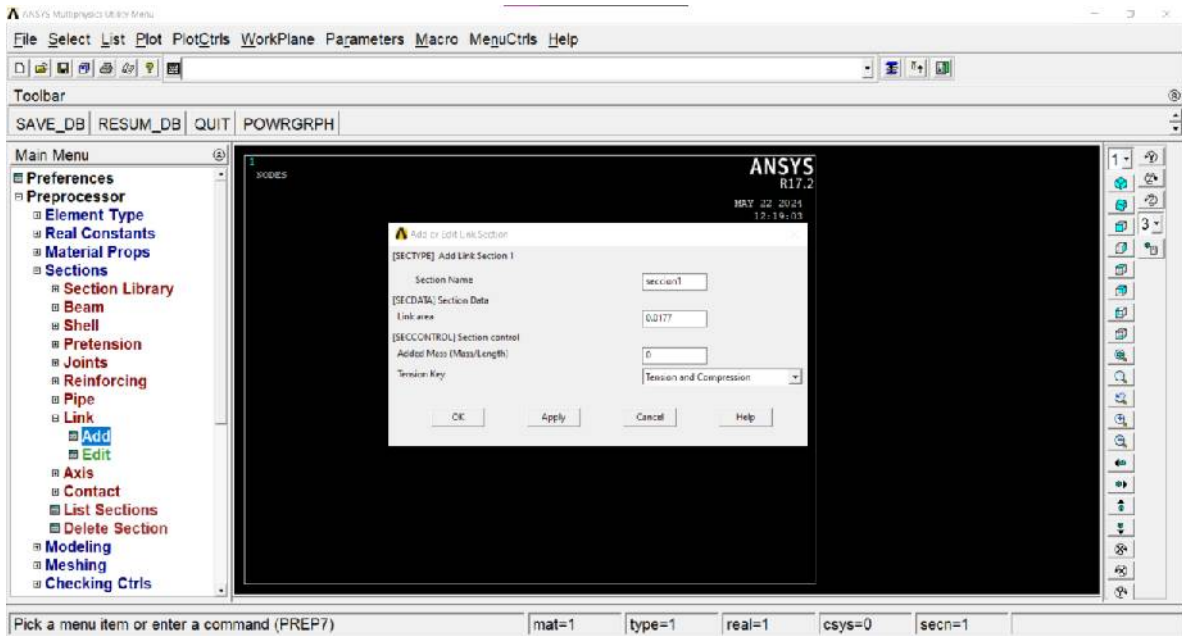 ANSYS Multiphysics Utility Menu
File Select List Plot PlotCtrls WorkPlane Parameters Macro MenuCtrls Help
Toolbar
SAVE_DB RESUM_DB QUIT POWRGRPH
Main Menu
Preferences
Preprocessor
Element Type
Real Constants
Material Props
Sections
Section Library
Beam
Shell
Pretension
Joints
Reinforcing
Pipe
Link
Add
Edit
Axis
Contact
List Sections
Delete Section
Modeling
Meshing
Checking Ctrls
1
NODES
ANSYS
R17.2
MAY 22 2024
12:19:03
Add or Edit Link Section
[SECTYPE] Add Link Section 1
Section Name seccion1
[SECDATA] Section Data
Link area 0.0177
[SECCONTROL] Section control
Added Mass (Mass/Length) 0
Tension Key Tension and Compression
OK Apply Cancel Help
1
3
Pick a menu item or enter a command (PREP7) mat=1 type=1 real=1 csys=0 secn=1